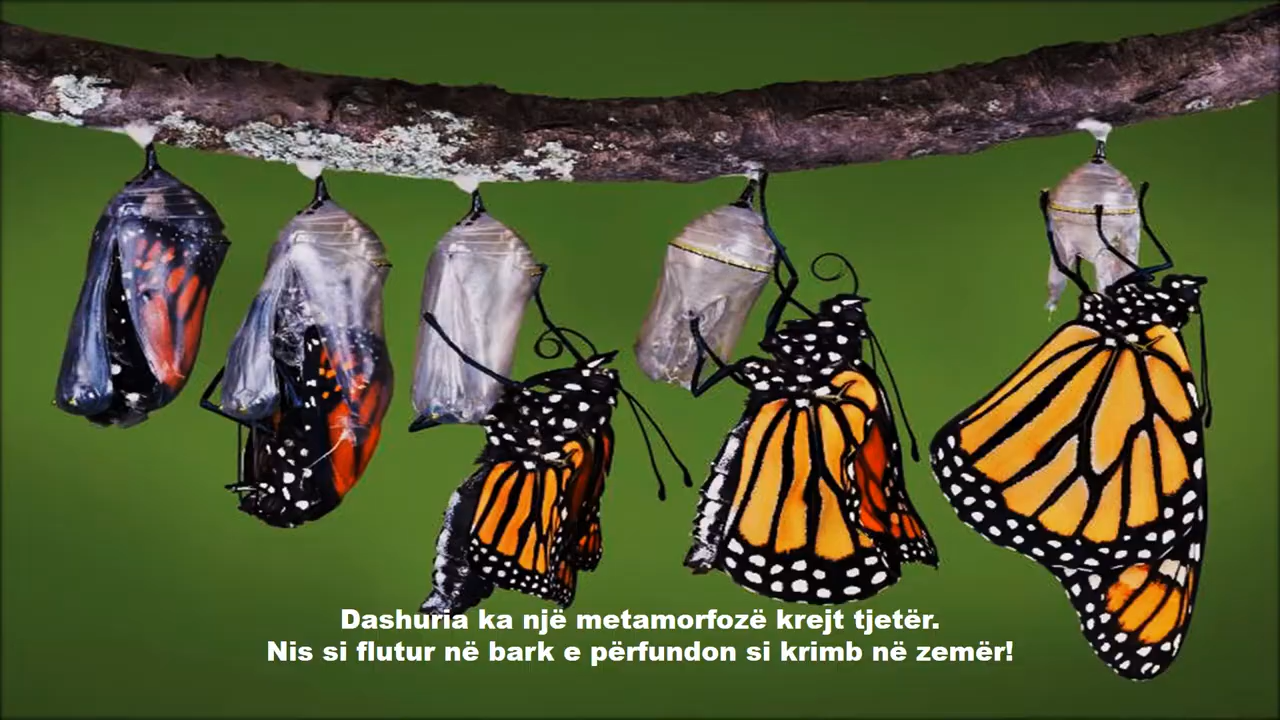 Dashuria ka një metamorfozë krejt tjetër.
Nis si flutur në bark e përfundon si krimb në zemër!